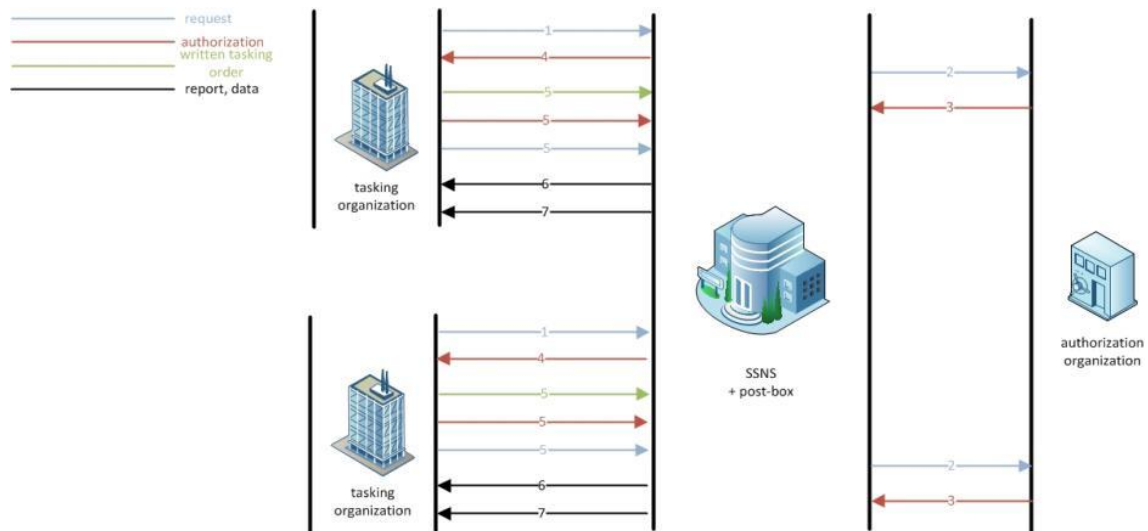 request
authorization
written tasking
order
report, data
1
4
5
5
5
6
7
tasking
organization
2
3
SSNS
+ post-box
authorization
organization
1
4
5
5
5
6
7
tasking
organization
2
3